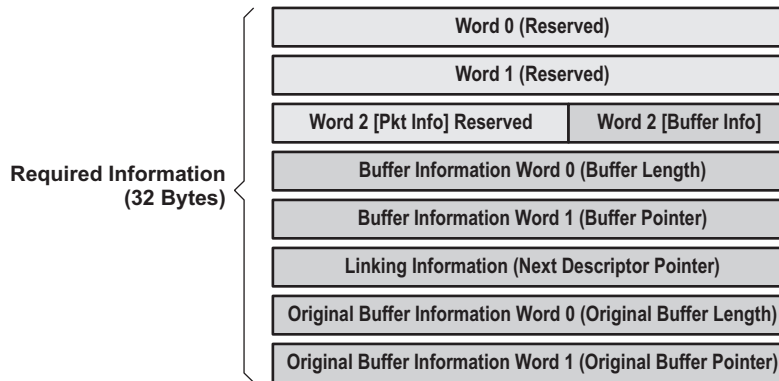 Word 0 (Reserved)
Word 1 (Reserved)
Word 2 [Pkt Info] Reserved
Word 2 [Buffer Info]
Required Information
(32 Bytes)
Buffer Information Word 0 (Buffer Length)
Buffer Information Word 1 (Buffer Pointer)
Linking Information (Next Descriptor Pointer)
Original Buffer Information Word 0 (Original Buffer Length)
Original Buffer Information Word 1 (Original Buffer Pointer)